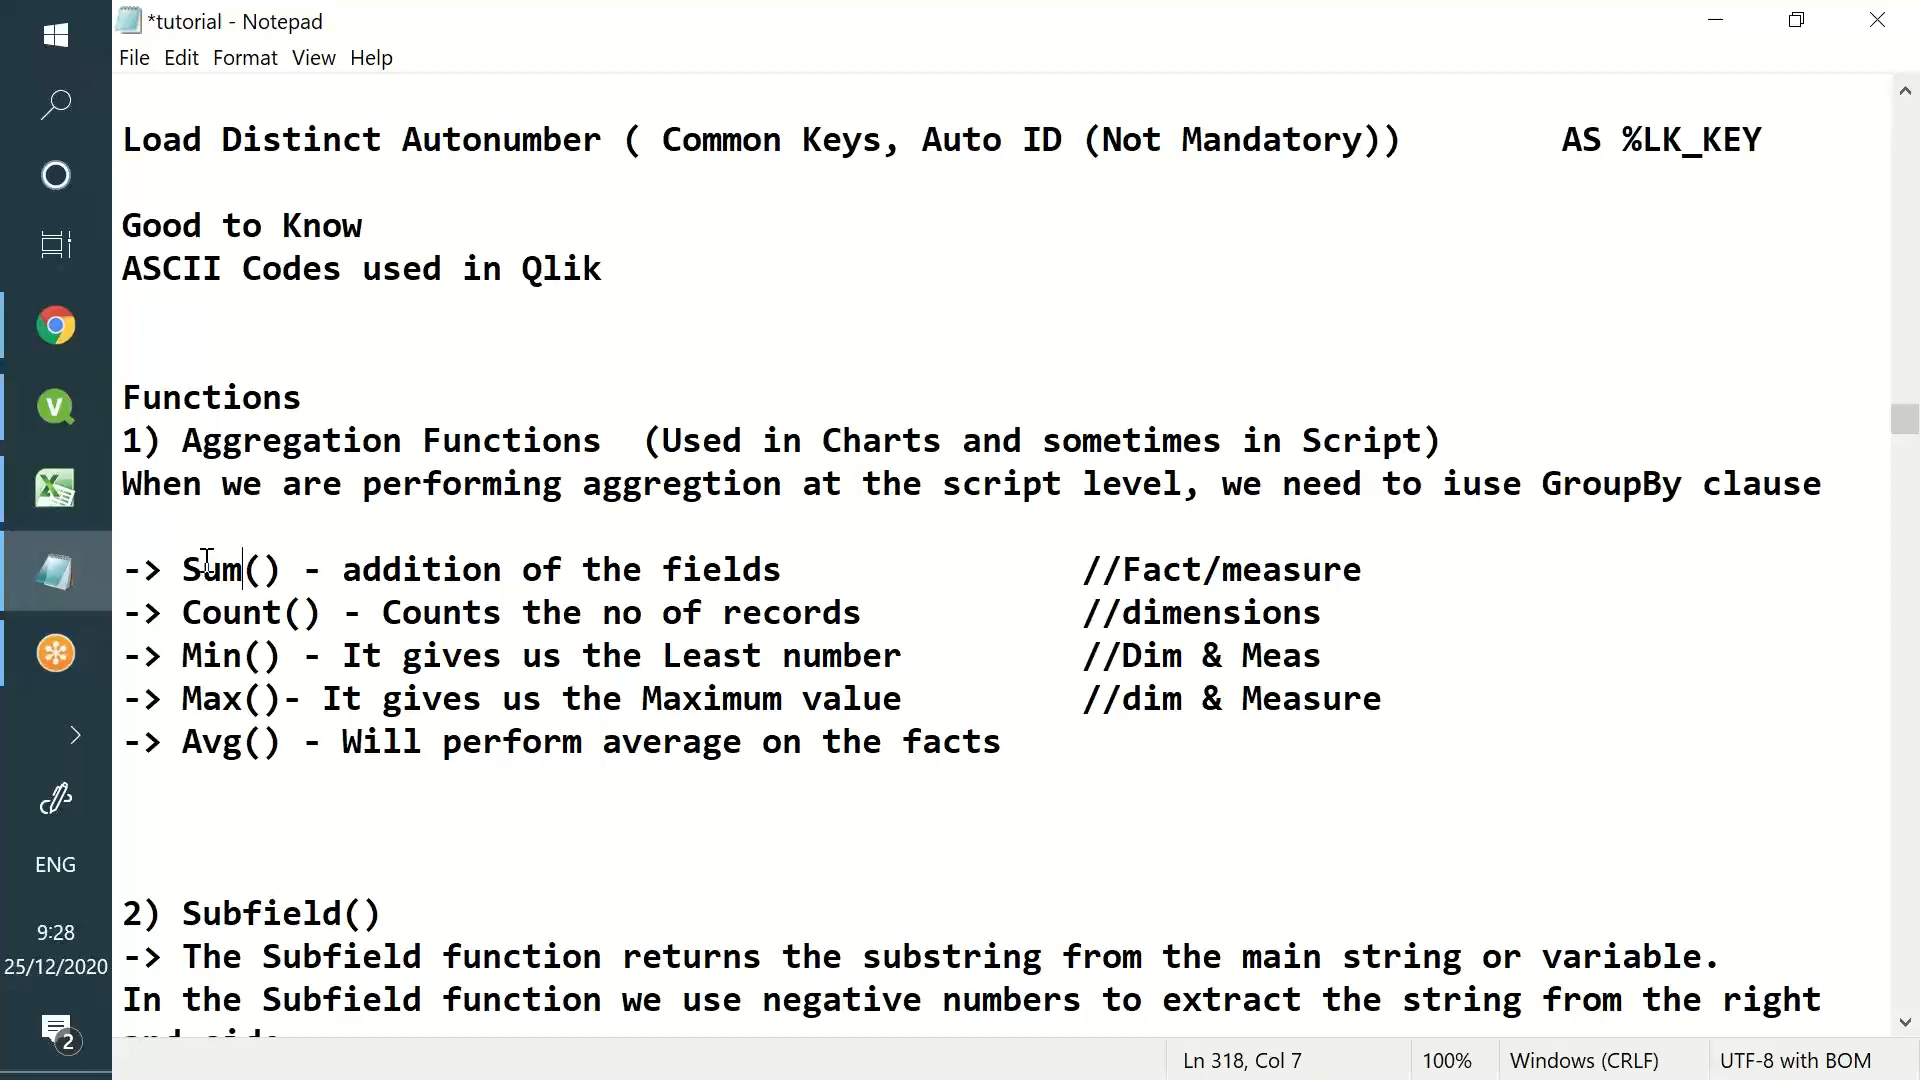 *tutorial - Notepad
File Edit Format View Help
Load Distinct Autonumber ( Common Keys, Auto ID (Not Mandatory)) AS %LK_KEY
Good to Know
ASCII Codes used in Qlik
Functions
1) Aggregation Functions (Used in Charts and sometimes in Script)
When we are performing aggregtion at the script level, we need to iuse GroupBy clause
-> Sum() - addition of the fields //Fact/measure
-> Count() - Counts the no of records //dimensions
-> Min() - It gives us the Least number //Dim & Meas
-> Max()- It gives us the Maximum value //dim & Measure
-> Avg() - Will perform average on the facts
2) Subfield()
-> The Subfield function returns the substring from the main string or variable.
In the Subfield function we use negative numbers to extract the string from the right
ENG
9:28
25/12/2020
2
Ln 318, Col 7 100% Windows (CRLF) UTF-8 with BOM